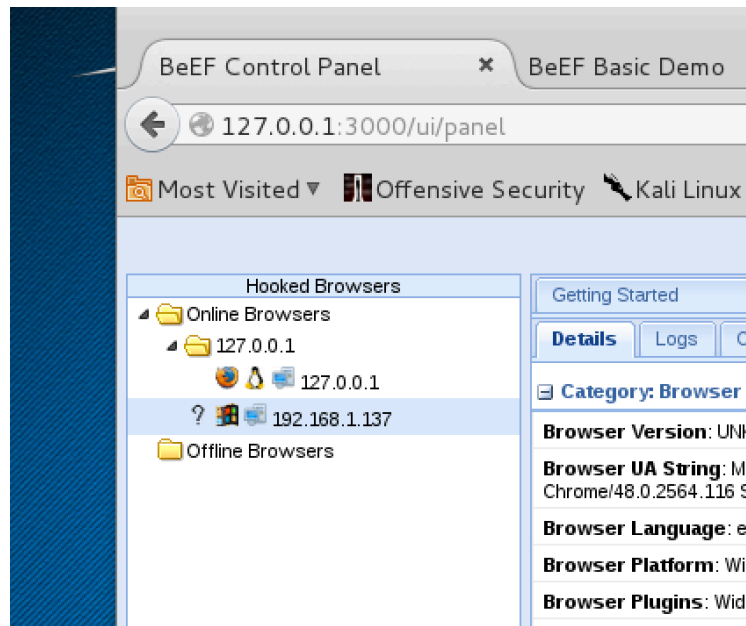 BeEF Control Panel
BeEF Basic Demo
127.0.0.1:3000/ui/panel
Most Visited
Offensive Security
Kali Linux
Hooked Browsers
Online Browsers
127.0.0.1
127.0.0.1
? 192.168.1.137
Offline Browsers
Getting Started
Details
Logs
Category: Browser
Browser Version:
Browser UA String:
Chrome/48.0.2564.116
Browser Language:
Browser Platform:
Browser Plugins: